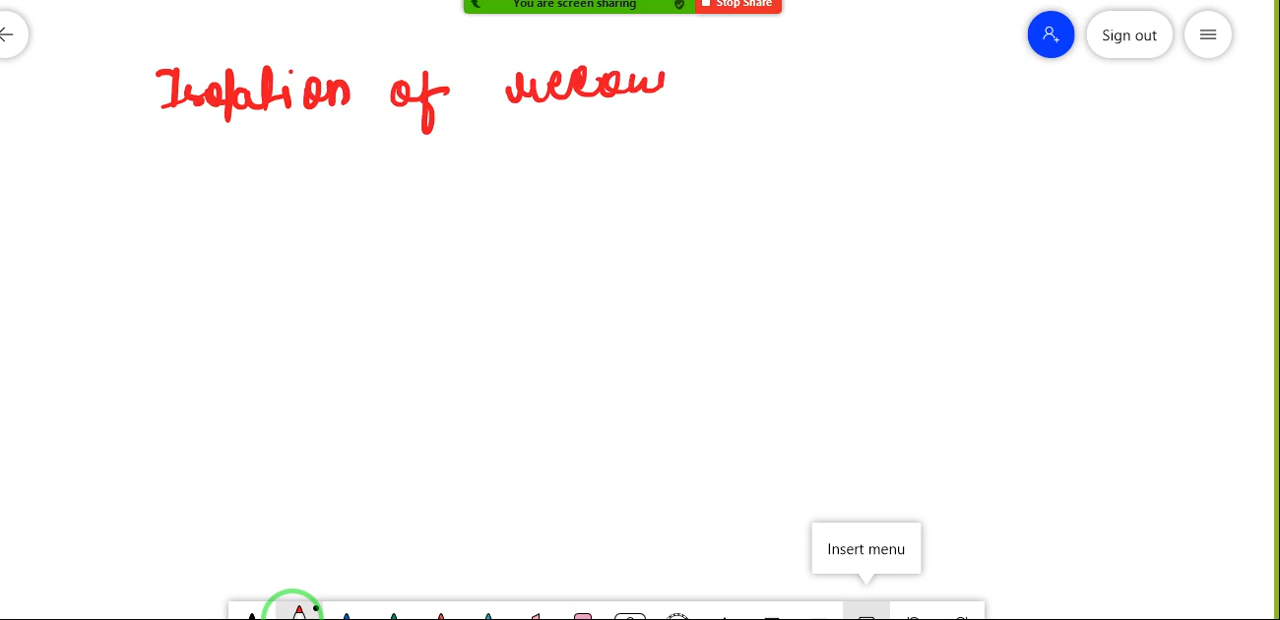 You are screen sharing Stop Share
Sign out
Isolation of
Insert menu